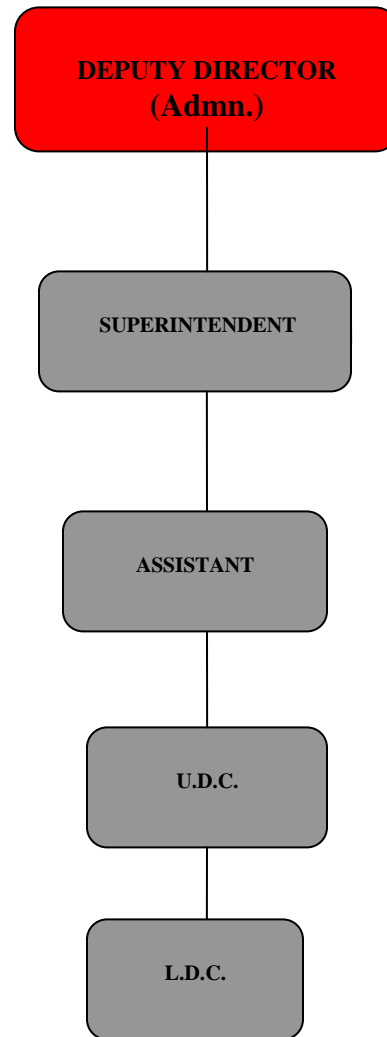 DEPUTY DIRECTOR
(Admn.)
SUPERINTENDENT
ASSISTANT
U.D.C.
L.D.C.